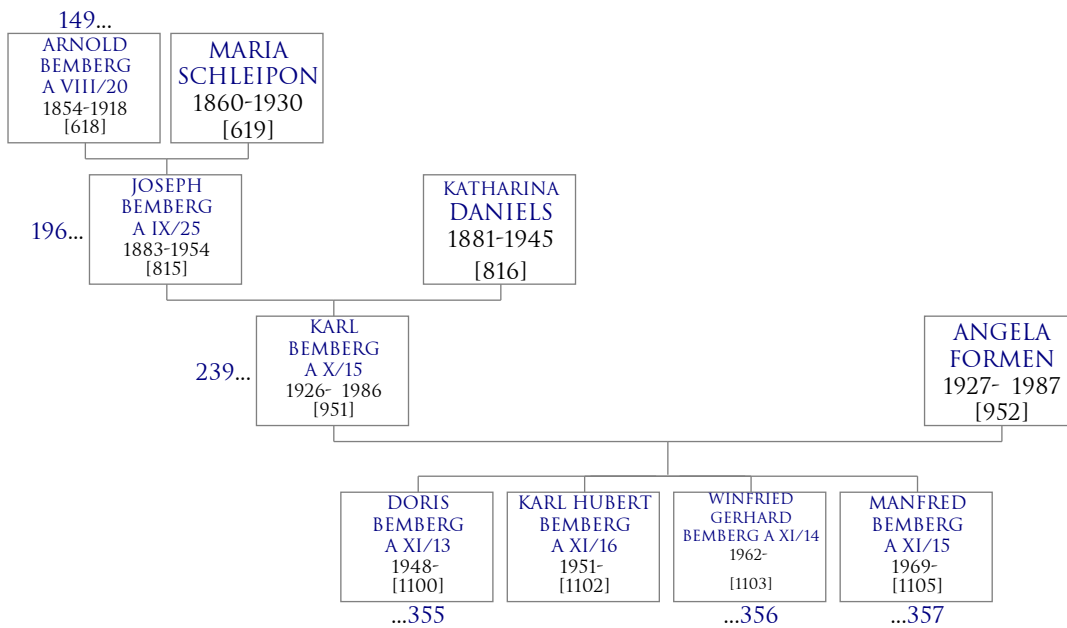 149...
ARNOLD
BEMBERG
A VIII/20
1854-1918
[618]
MARIA
SCHLEIPON
1860-1930
[619]
196...
JOSEPH
BEMBERG
A IX/25
1883-1954
[815]
KATHARINA
DANIELS
1881-1945
[816]
239...
KARL
BEMBERG
A X/15
1926- 1986
[951]
ANGELA
FORMEN
1927- 1987
[952]
DORIS
BEMBERG
A XI/13
1948-
[1100]
...355
KARL HUBERT
BEMBERG
A XI/16
1951-
[1102]
WINFRIED
GERHARD
BEMBERG A XI/14
1962-
[1103]
...356
MANFRED
BEMBERG
A XI/15
1969-
[1105]
...357